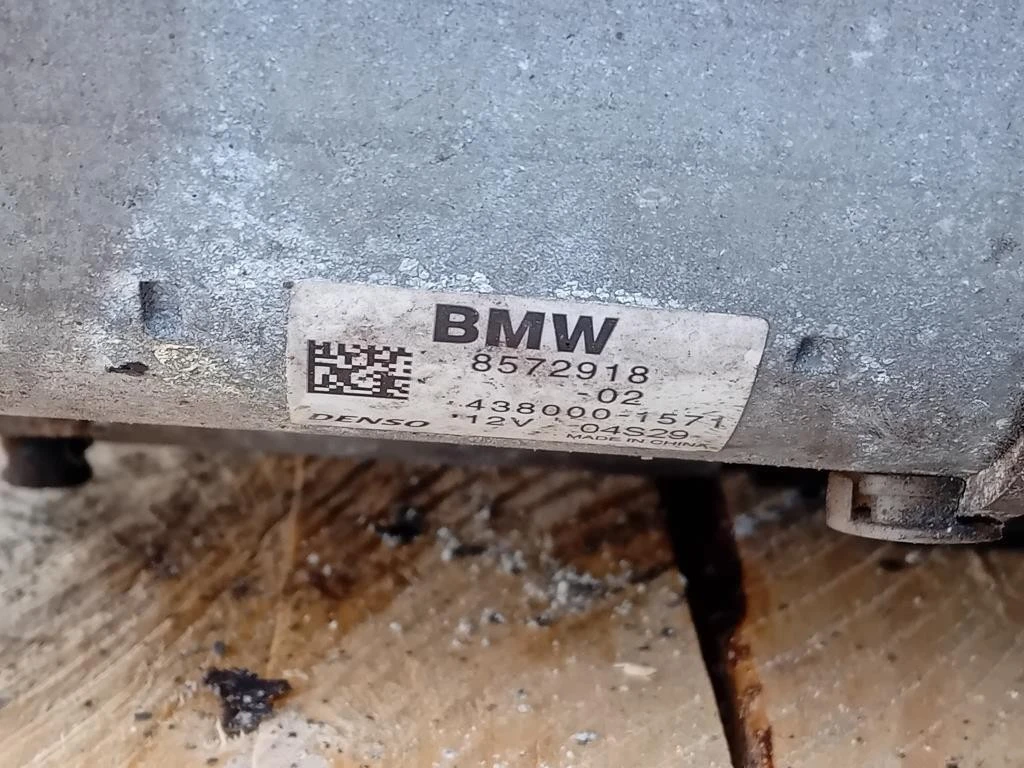 BMW
8572918
-02
438000-1571
DENSO 12V 04S29
MADE IN CHINA